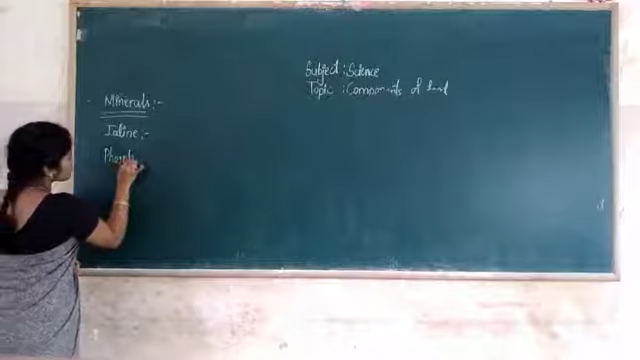 Subject : Science
Topic : Components of food
Minerals :-
Iodine :-
Phosph